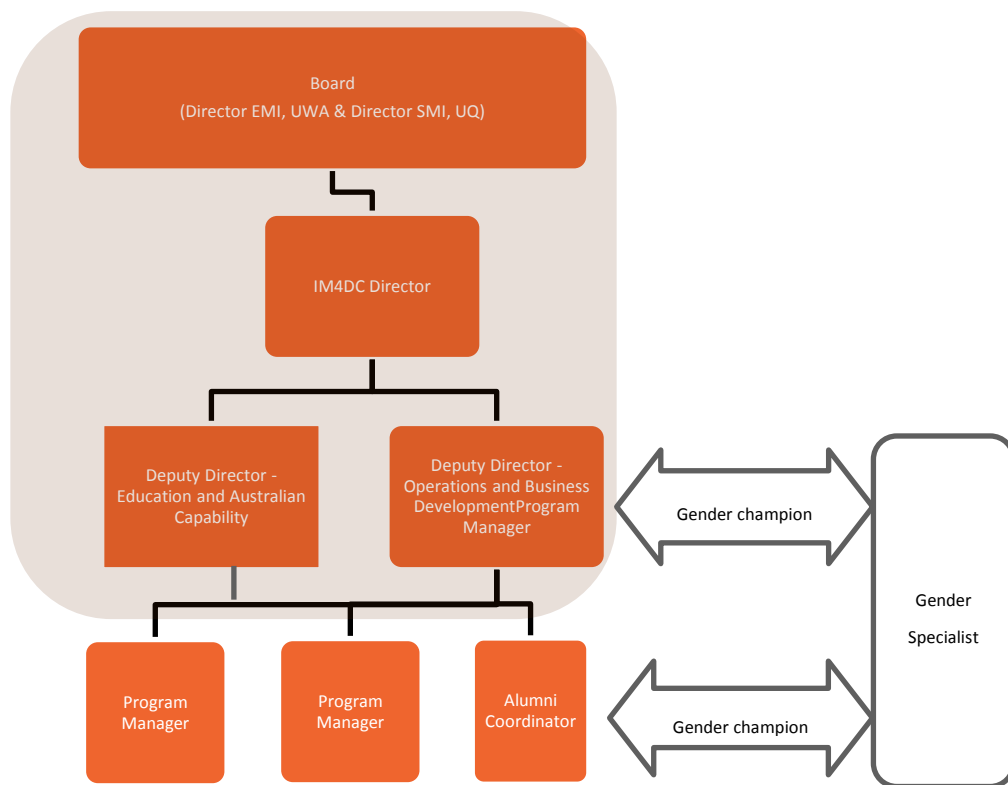 Board
(Director EMI, UWA & Director SMI, UQ)
IM4DC Director
Deputy Director -
Education and Australian
Capability
Deputy Director -
Operations and Business
DevelopmentProgram
Manager
Gender champion
Gender
Specialist
Program
Manager
Program
Manager
Alumni
Coordinator
Gender champion